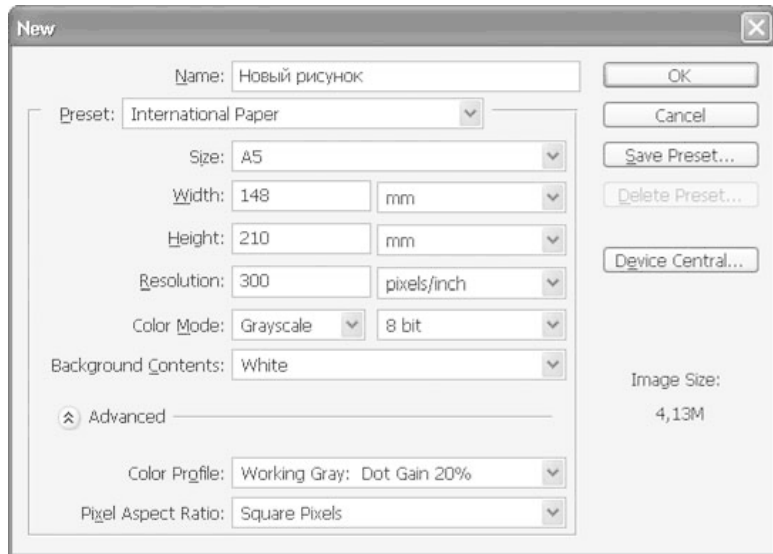 New
Name: Новый рисунок
OK
Preset: International Paper
Cancel
Size: A5
Save Preset...
Width: 148 mm
Delete Preset...
Height: 210 mm
Device Central...
Resolution: 300 pixels/inch
Color Mode: Grayscale 8 bit
Background Contents: White
Image Size:
4,13M
Advanced
Color Profile: Working Gray: Dot Gain 20%
Pixel Aspect Ratio: Square Pixels